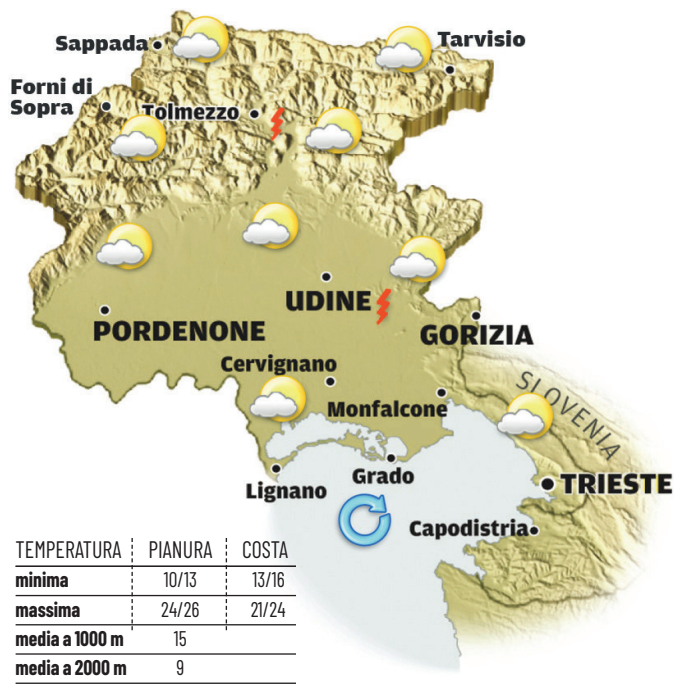 Sappada
Tarvisio
Forni di
Sopra
Tolmezzo
UDINE
PORDENONE
GORIZIA
Cervignano
SLOVENIA
Monfalcone
Grado
Lignano
TRIESTE
Capodistria
TEMPERATURA PIANURA COSTA
minima 10/13 13/16
massima 24/26 21/24
media a 1000 m 15
media a 2000 m 9